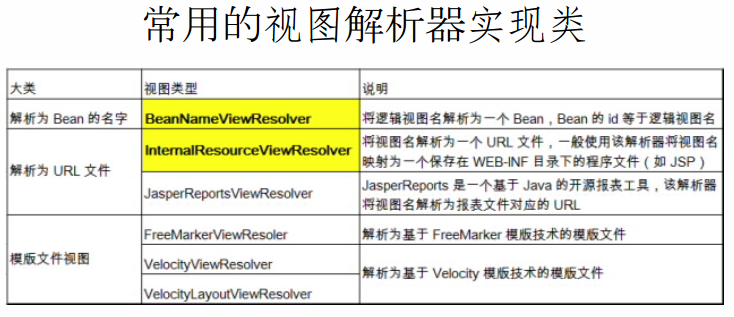 常用的视图解析器实现类
大类
视图类型
说明
解析为 Bean 的名字
BeanNameViewResolver
将逻辑视图名解析为一个 Bean，Bean 的 id 等于逻辑视图名
解析为 URL 文件
InternalResourceViewResolver
将视图名解析为一个 URL 文件，一般使用该解析器将视图名
映射为一个保存在 WEB-INF 目录下的程序文件（如 JSP）
JasperReportsViewResolver
JasperReports 是一个基于 Java 的开源报表工具，该解析器
将视图名解析为报表文件对应的 URL
模版文件视图
FreeMarkerViewResoler
解析为基于 FreeMarker 模版技术的模版文件
VelocityViewResolver
解析为基于 Velocity 模版技术的模版文件
VelocityLayoutViewResolver